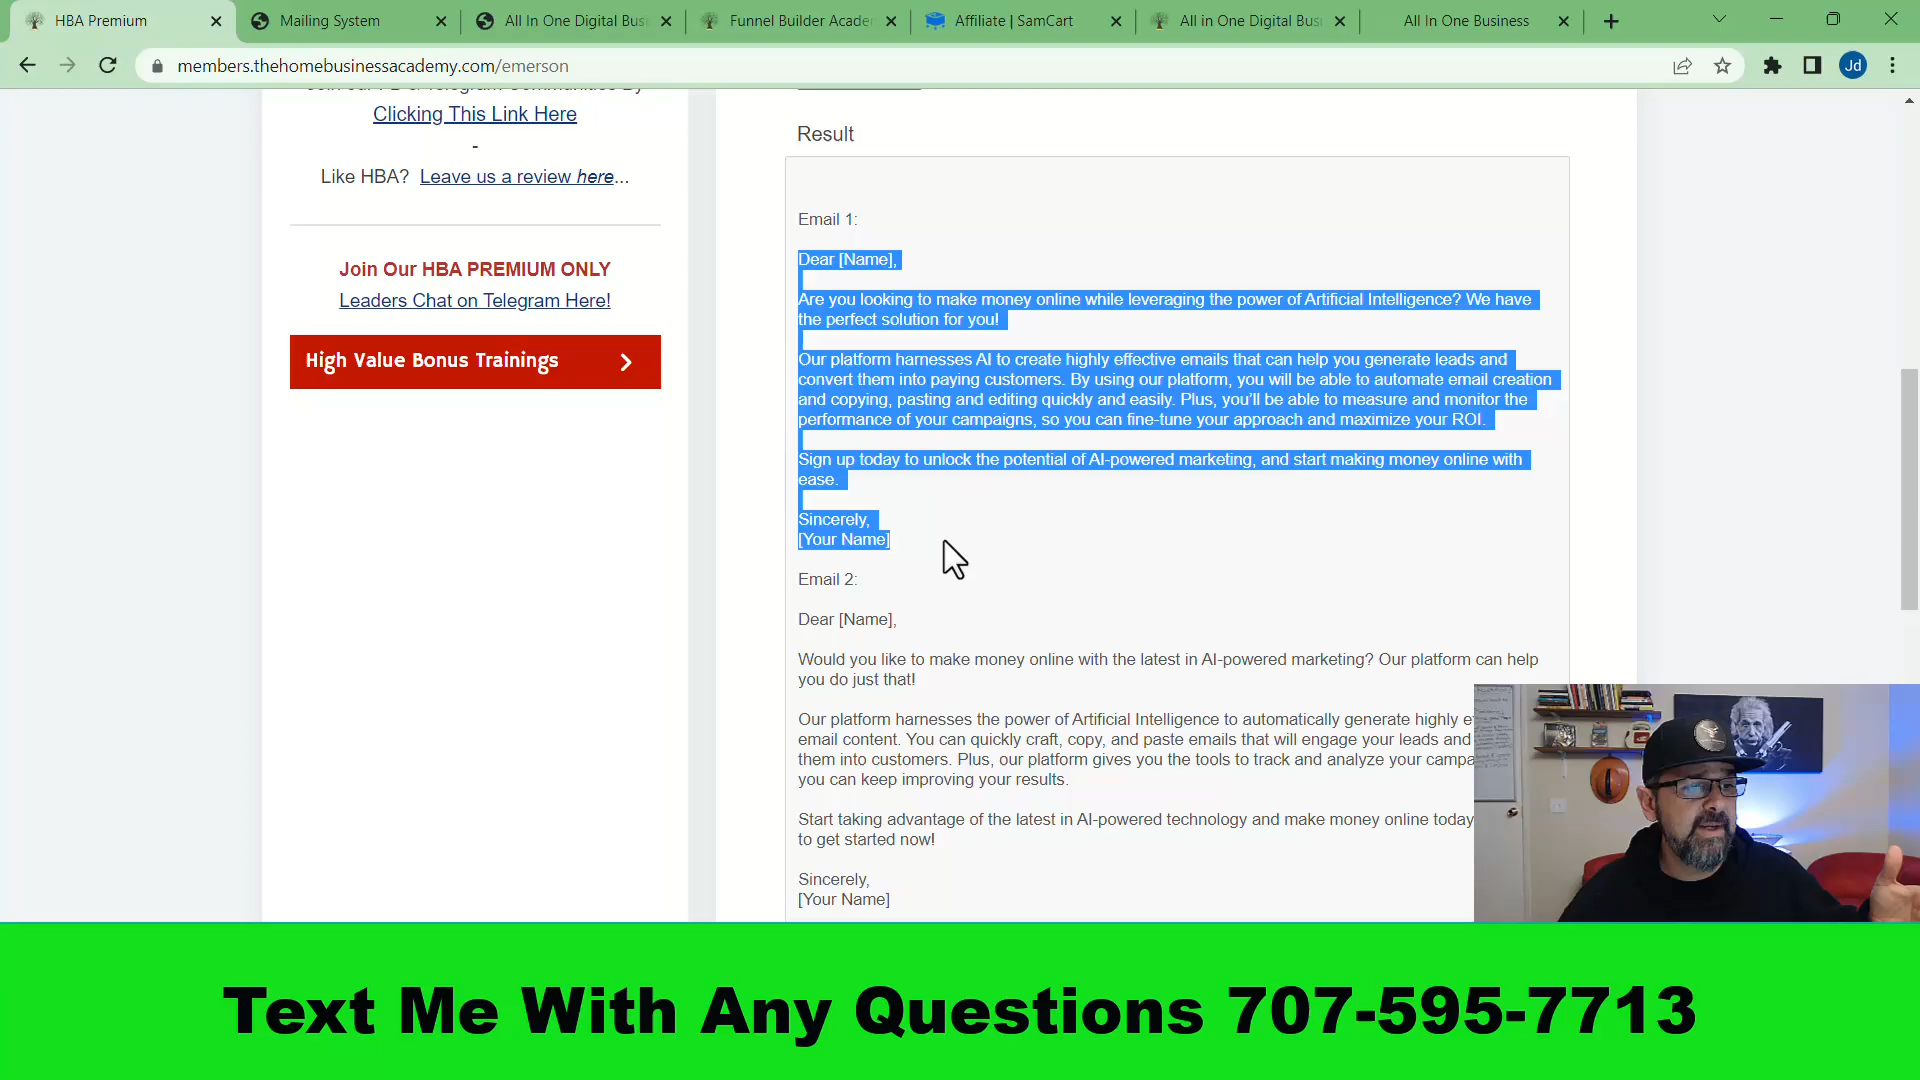 HBA Premium
Mailing System
All In One Digital Bus
Funnel Builder Acade
Affiliate | SamCart
All in One Digital Bus
All In One Business
members.thehomebusinessacademy.com/emerson
Jd
Clicking This Link Here
-
Like HBA? Leave us a review here...
Join Our HBA PREMIUM ONLY
Leaders Chat on Telegram Here!
High Value Bonus Trainings
Result
Email 1:
Dear [Name],
Are you looking to make money online while leveraging the power of Artificial Intelligence? We have
the perfect solution for you!
Our platform harnesses AI to create highly effective emails that can help you generate leads and
convert them into paying customers. By using our platform, you will be able to automate email creation
and copying, pasting and editing quickly and easily. Plus, you'll be able to measure and monitor the
performance of your campaigns, so you can fine-tune your approach and maximize your ROI.
Sign up today to unlock the potential of AI-powered marketing, and start making money online with
ease.
Sincerely,
[Your Name]
Email 2:
Dear [Name],
Would you like to make money online with the latest in AI-powered marketing? Our platform can help
you do just that!
Our platform harnesses the power of Artificial Intelligence to automatically generate highly e
email content. You can quickly craft, copy, and paste emails that will engage your leads and
them into customers. Plus, our platform gives you the tools to track and analyze your campa
you can keep improving your results.
Start taking advantage of the latest in AI-powered technology and make money online today
to get started now!
Sincerely,
[Your Name]
Text Me With Any Questions 707-595-7713